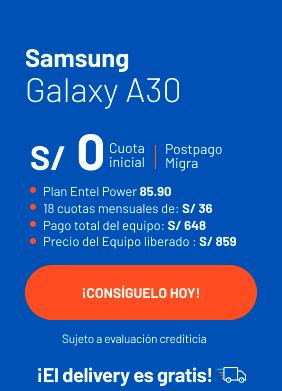 Samsung
Galaxy A30
S/ 0 Cuota inicial | Postpago Migra
Plan Entel Power 85.90
18 cuotas mensuales de: S/ 36
Pago total del equipo: S/ 648
Precio del Equipo liberado : S/ 859
¡CONSÍGUELO HOY!
Sujeto a evaluación crediticia
¡El delivery es gratis!